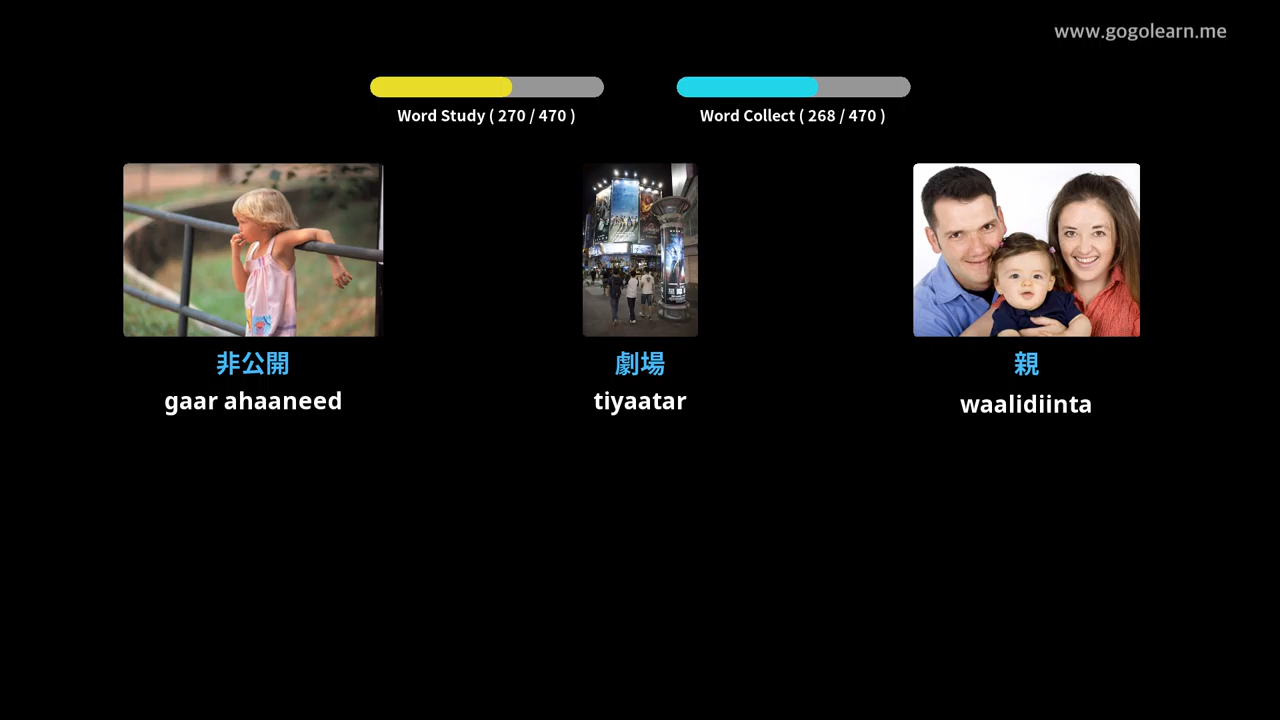 www.gogolearn.me
Word Study ( 270 / 470 )
Word Collect ( 268 / 470 )
非公開
gaar ahaaneed
劇場
tiyaatar
親
waalidiinta